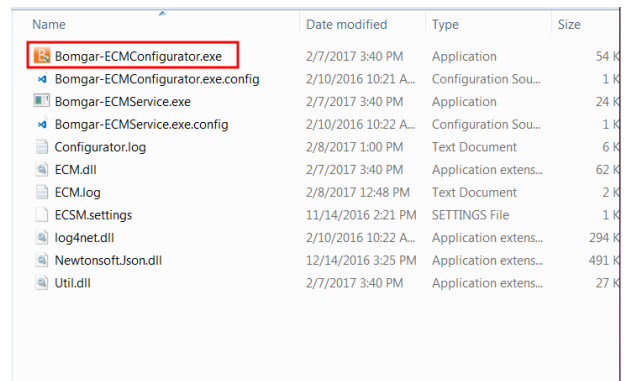 Name Date modified Type Size
Bomgar-ECMConfigurator.exe 2/7/2017 3:40 PM Application 54 K
Bomgar-ECMConfigurator.exe.config 2/10/2016 10:21 A... Configuration Sou... 1 K
Bomgar-ECMService.exe 2/7/2017 3:40 PM Application 24 K
Bomgar-ECMService.exe.config 2/10/2016 10:22 A... Configuration Sou... 1 K
Configurator.log 2/8/2017 1:00 PM Text Document 6 K
ECM.dll 2/7/2017 3:40 PM Application extens... 62 K
ECM.log 2/8/2017 12:48 PM Text Document 2 K
ECSM.settings 11/14/2016 2:21 PM SETTINGS File 1 K
log4net.dll 2/10/2016 10:22 A... Application extens... 294 K
Newtonsoft.Json.dll 12/14/2016 3:25 PM Application extens... 491 K
Util.dll 2/7/2017 3:40 PM Application extens... 27 K